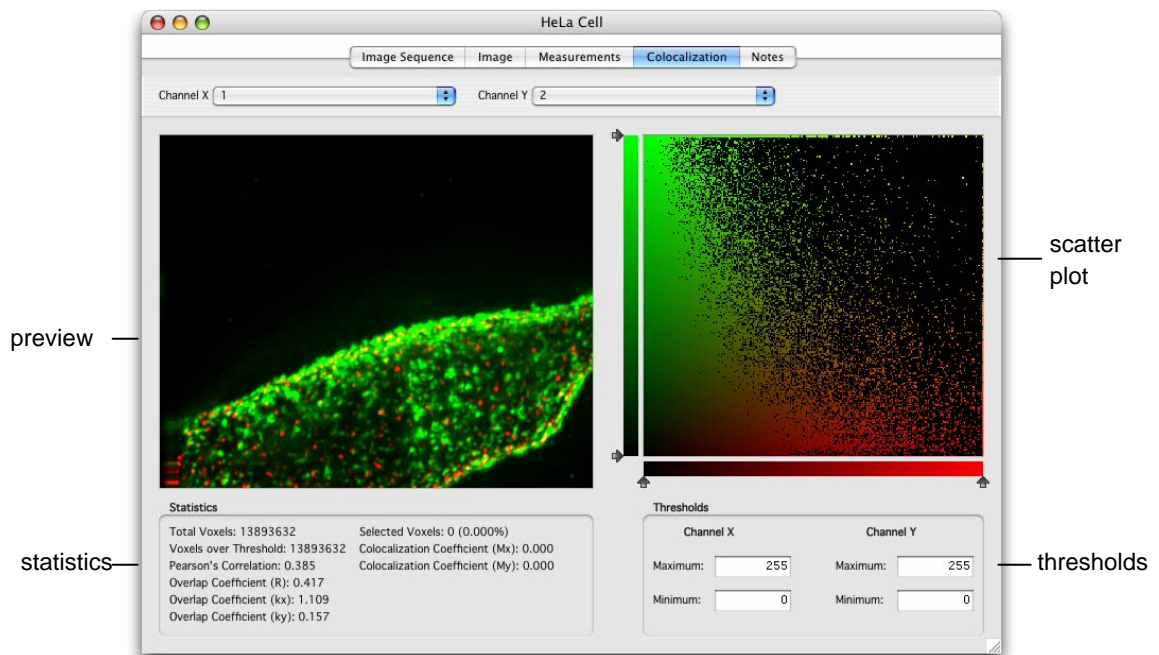 HeLa Cell
Image Sequence Image Measurements Colocalization Notes
Channel X 1 Channel Y 2
preview
scatter
plot
statistics
Statistics
Total Voxels: 13893632 Selected Voxels: 0 (0.000%)
Voxels over Threshold: 13893632 Colocalization Coefficient (Mx): 0.000
Pearson's Correlation: 0.385 Colocalization Coefficient (My): 0.000
Overlap Coefficient (R): 0.417
Overlap Coefficient (kx): 1.109
Overlap Coefficient (ky): 0.157
Thresholds
Channel X Channel Y
Maximum: 255 Maximum: 255
Minimum: 0 Minimum: 0
thresholds